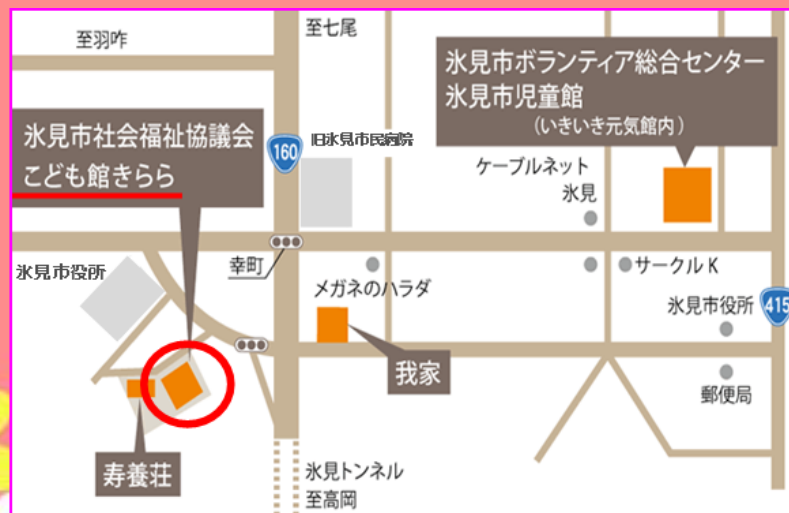 至羽咋
至七尾
氷見市ボランティア総合センター
氷見市児童館
(いきいき元気館内)
氷見市社会福祉協議会
こども館きらら
160
旧氷見市民病院
ケーブルネット
氷見
氷見市役所
幸町
メガネのハラダ
サークルK
氷見市役所
415
我家
郵便局
寿養荘
氷見トンネル
至高岡